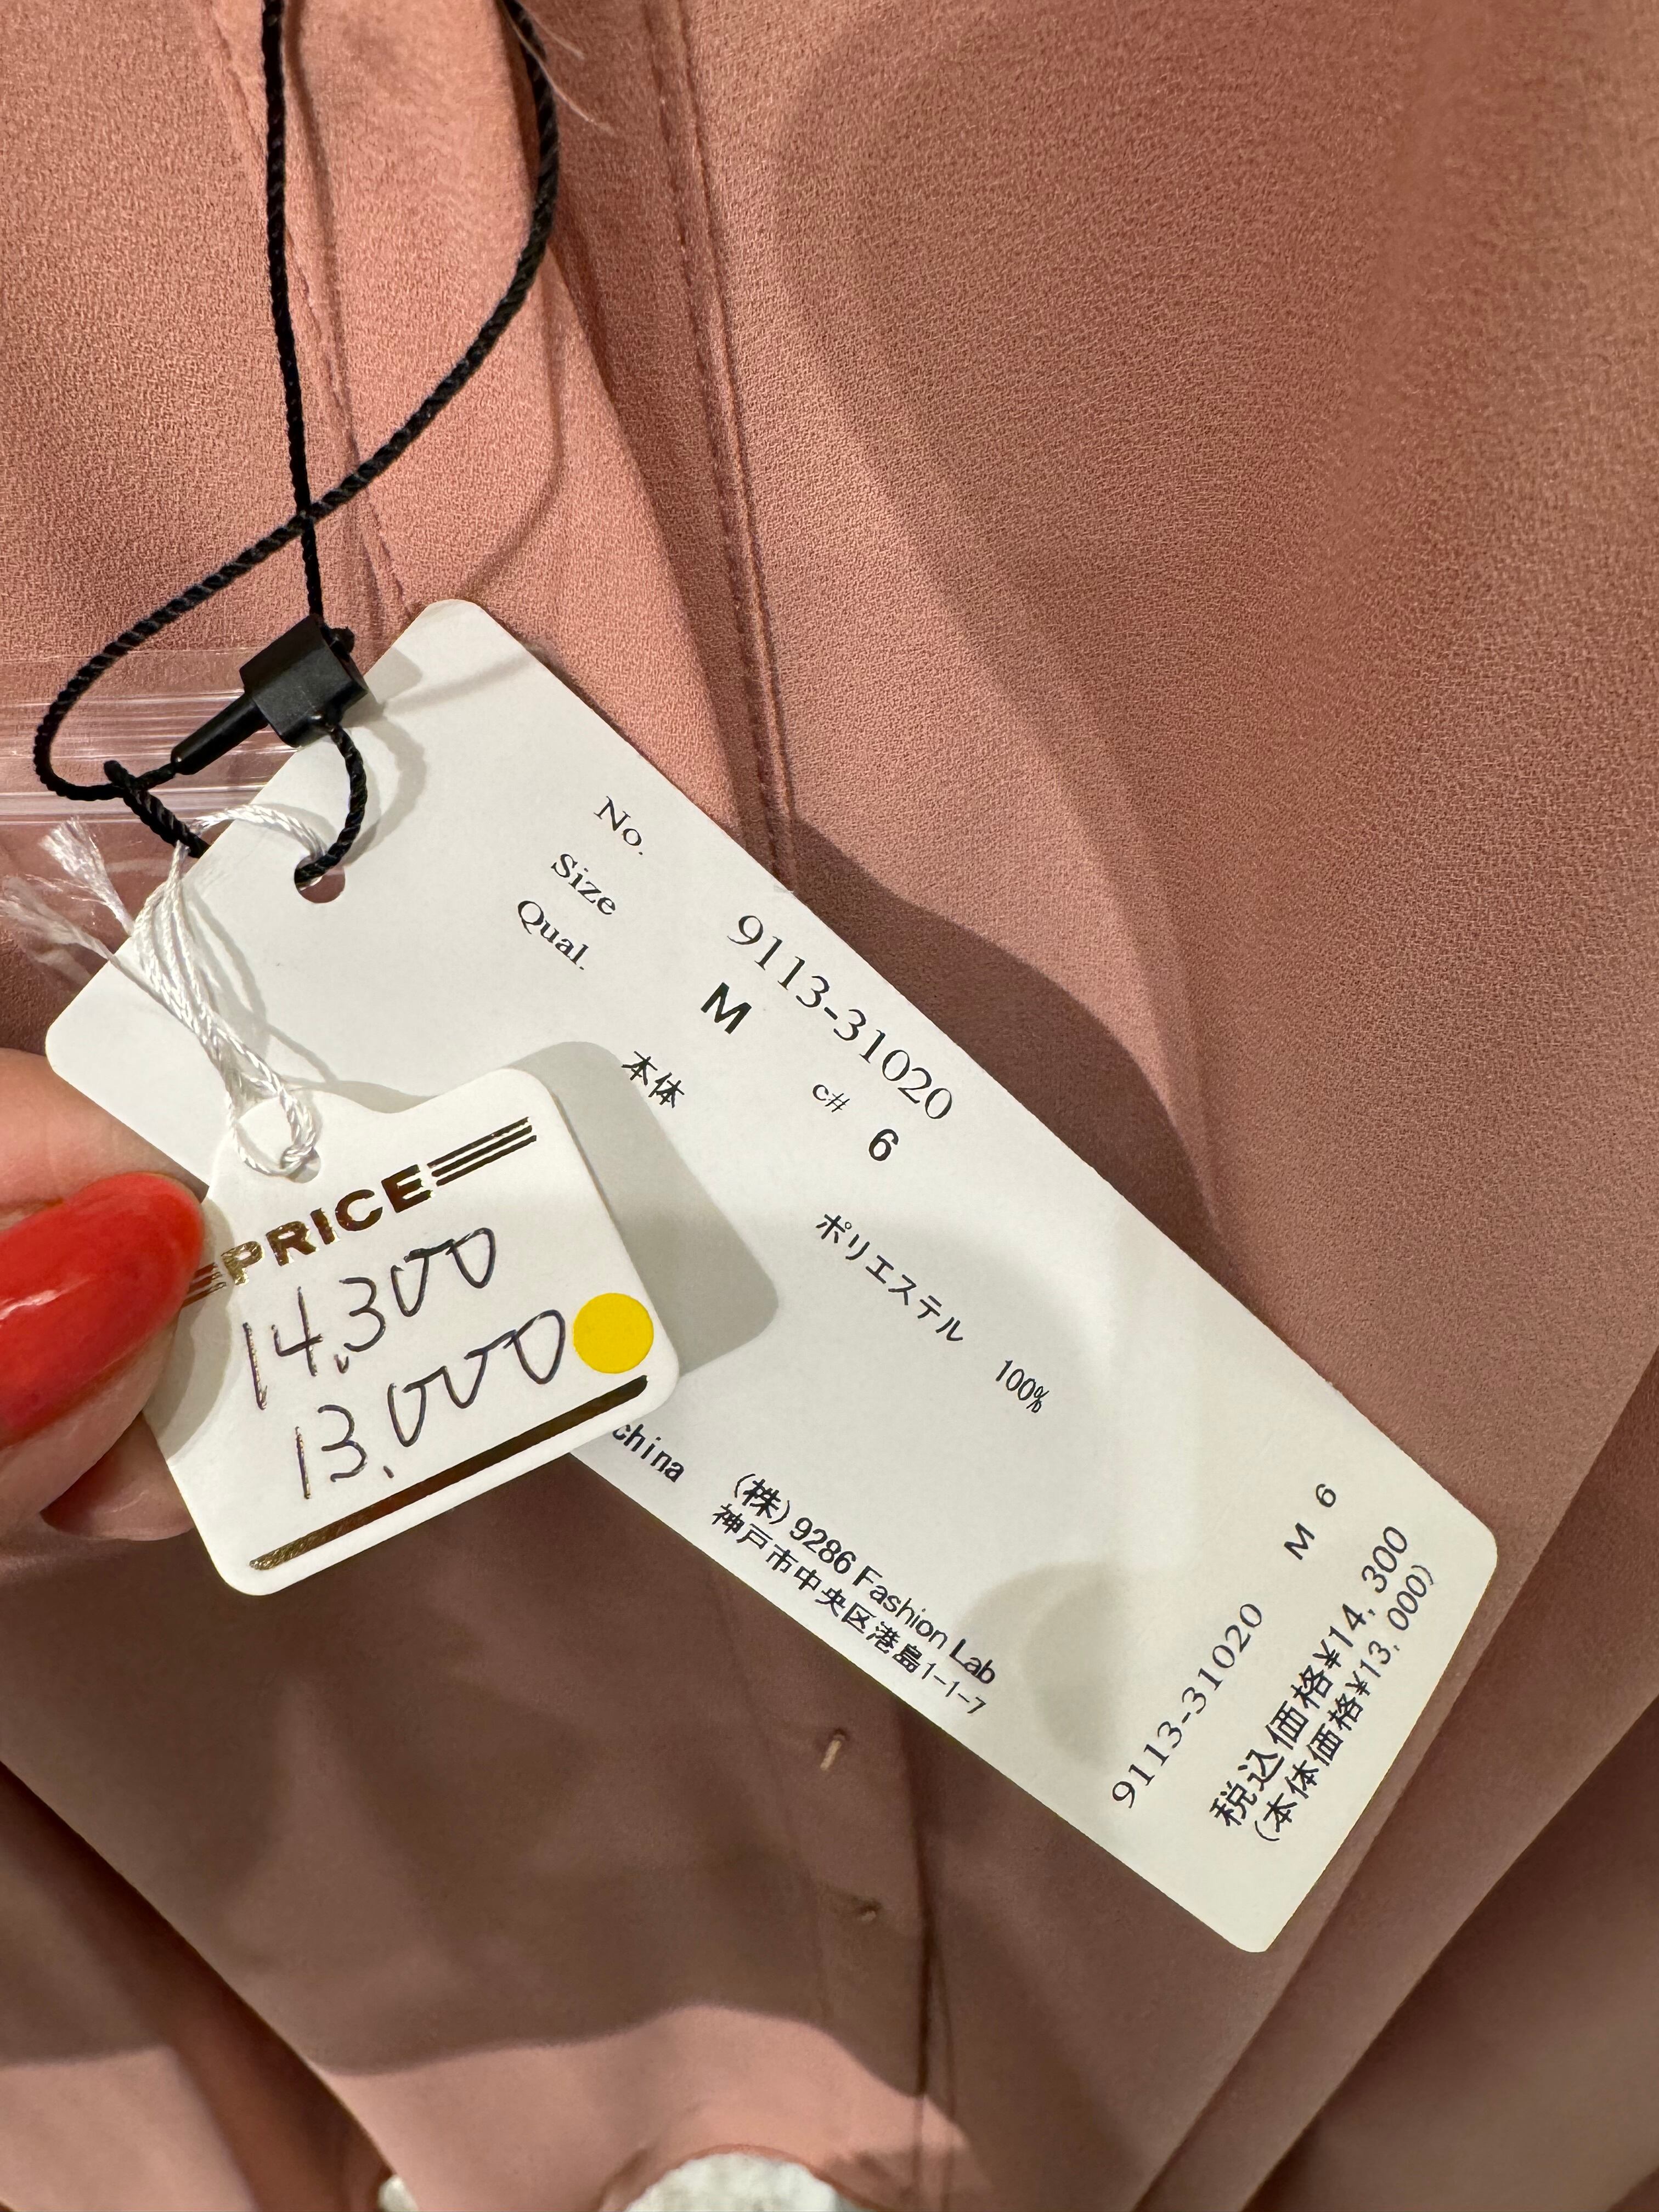 No. 9113-31020
Size M c# 6
Qual.
本体 ポリエステル 100%
china
(株) 9286 Fashion Lab
神戸市中央区港島1-1-7
9113-31020 M 6
税込価格¥14,300
(本体価格¥13,000)
PRICE
14,300
13,000